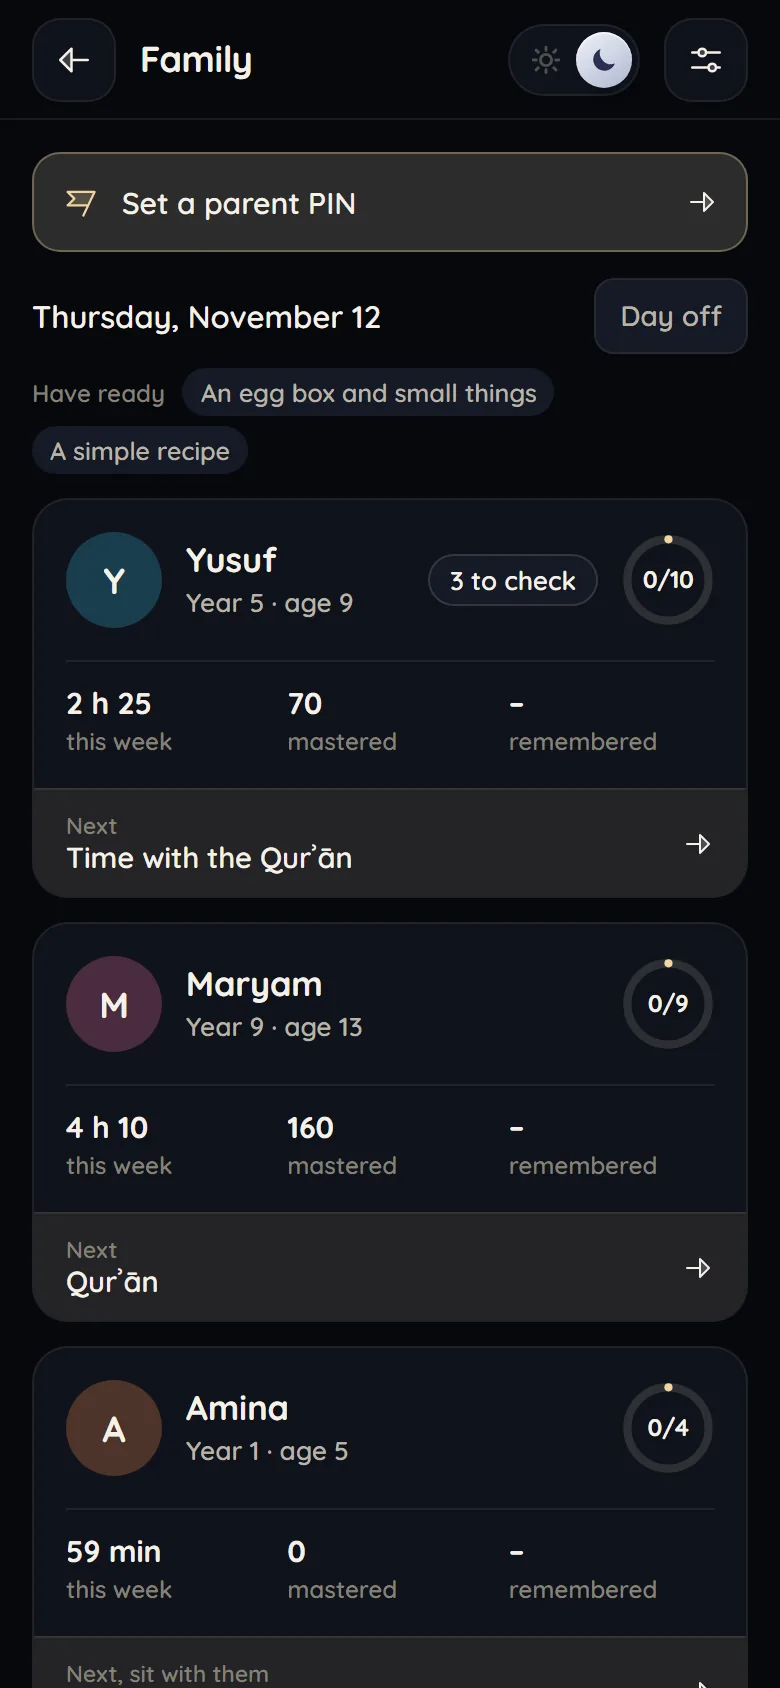 Family
Set a parent PIN
Thursday, November 12
Day off
Have ready
An egg box and small things
A simple recipe
Y
Yusuf
Year 5 · age 9
3 to check
0/10
2 h 25
this week
70
mastered
–
remembered
Next
Time with the Qurʾān
M
Maryam
Year 9 · age 13
0/9
4 h 10
this week
160
mastered
–
remembered
Next
Qurʾān
A
Amina
Year 1 · age 5
0/4
59 min
this week
0
mastered
–
remembered
Next, sit with them